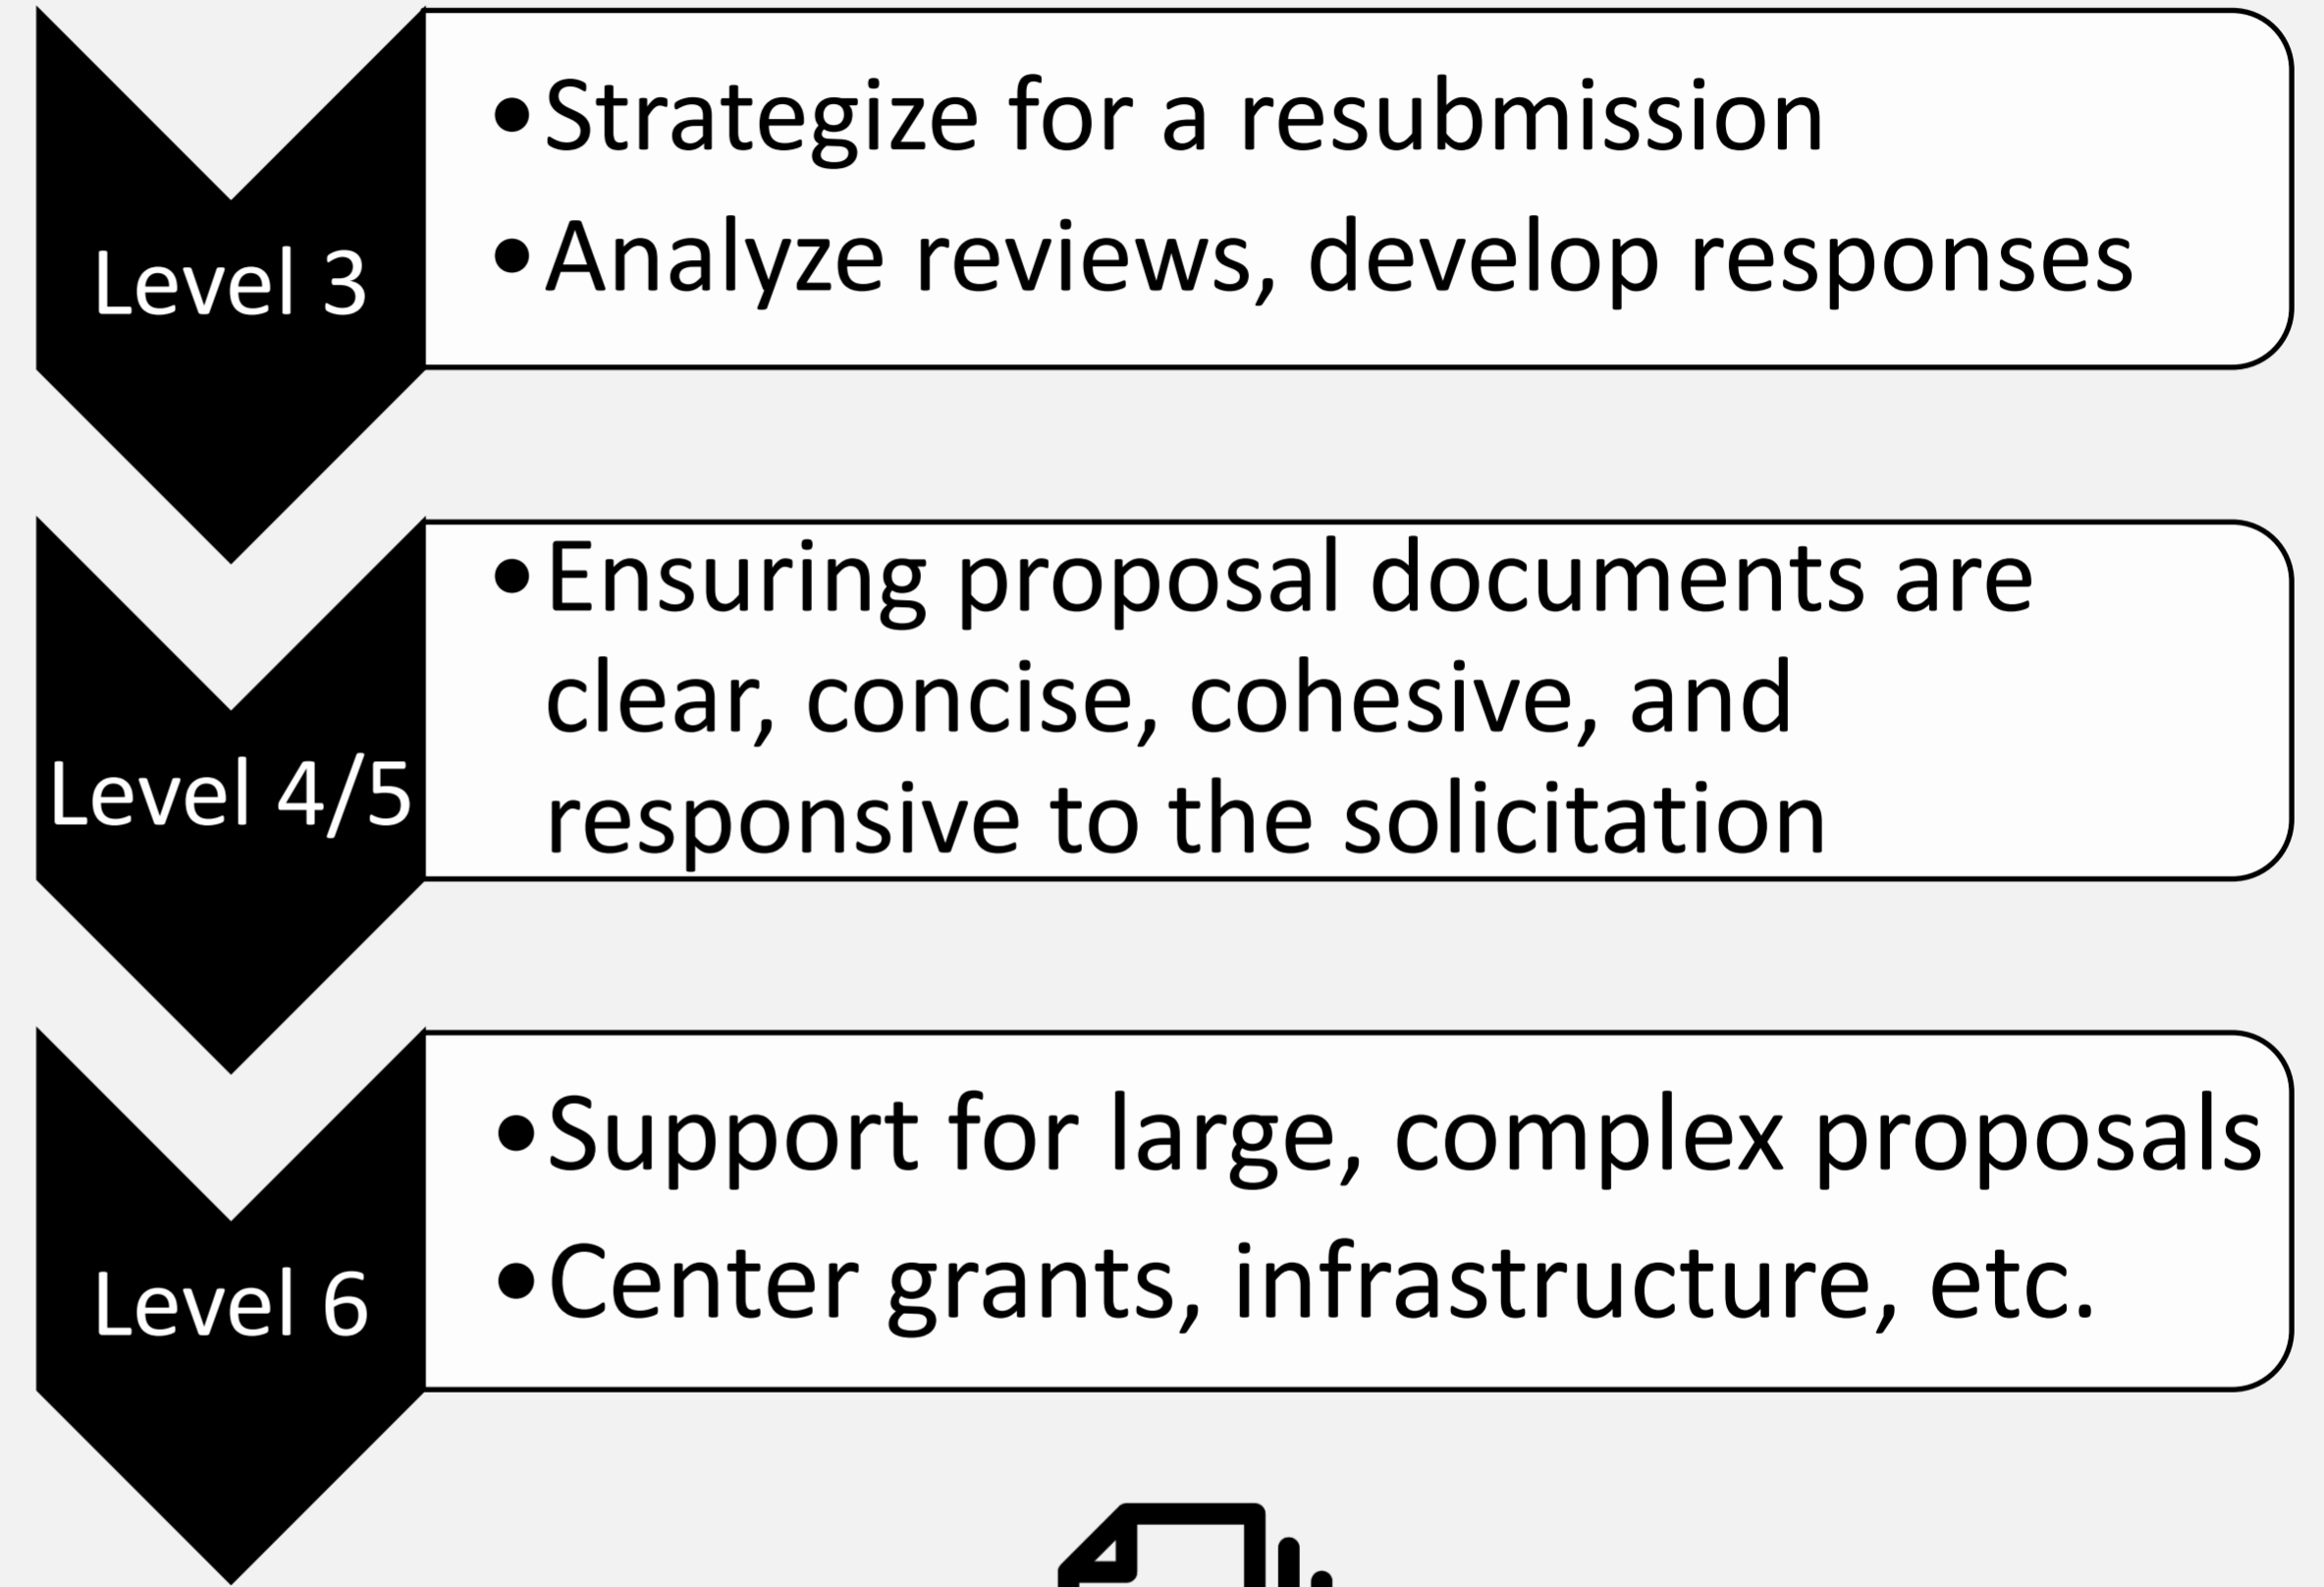 Level 3
•Strategize for a resubmission
•Analyze reviews, develop responses
Level 4/5
•Ensuring proposal documents are
clear, concise, cohesive, and
responsive to the solicitation
Level 6
•Support for large, complex proposals
•Center grants, infrastructure, etc.